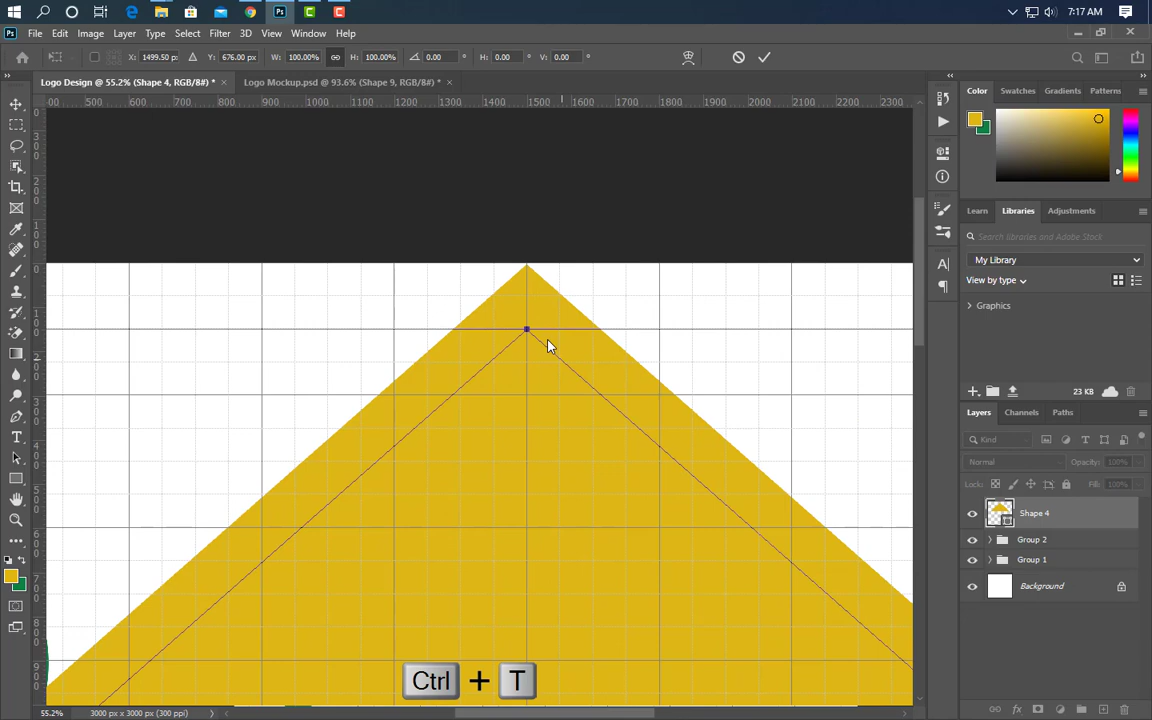 7:17 AM
Ps File Edit Image Layer Type Select Filter 3D View Window Help
X: 1499.50 px Y: 676.00 px W: 100.00% H: 100.00% 0.00 ° H: 0.00 ° V: 0.00 °
Logo Design @ 55.2% (Shape 4, RGB/8#) * × Logo Mockup.psd @ 93.6% (Shape 9, RGB/8#) * ×
500 600 700 800 900 1000 1100 1200 1300 1400 1500 1600 1700 1800 1900 2000 2100 2200 2300
Color Swatches Gradients Patterns
Learn Libraries Adjustments
Search libraries and Adobe Stock
My Library
View by type
Graphics
23 KB
Layers Channels Paths
Kind
Normal Opacity: 100%
Lock: Fill: 100%
Shape 4
Group 2
Group 1
Background
Ctrl + T
55.2% 3000 px x 3000 px (300 ppi)